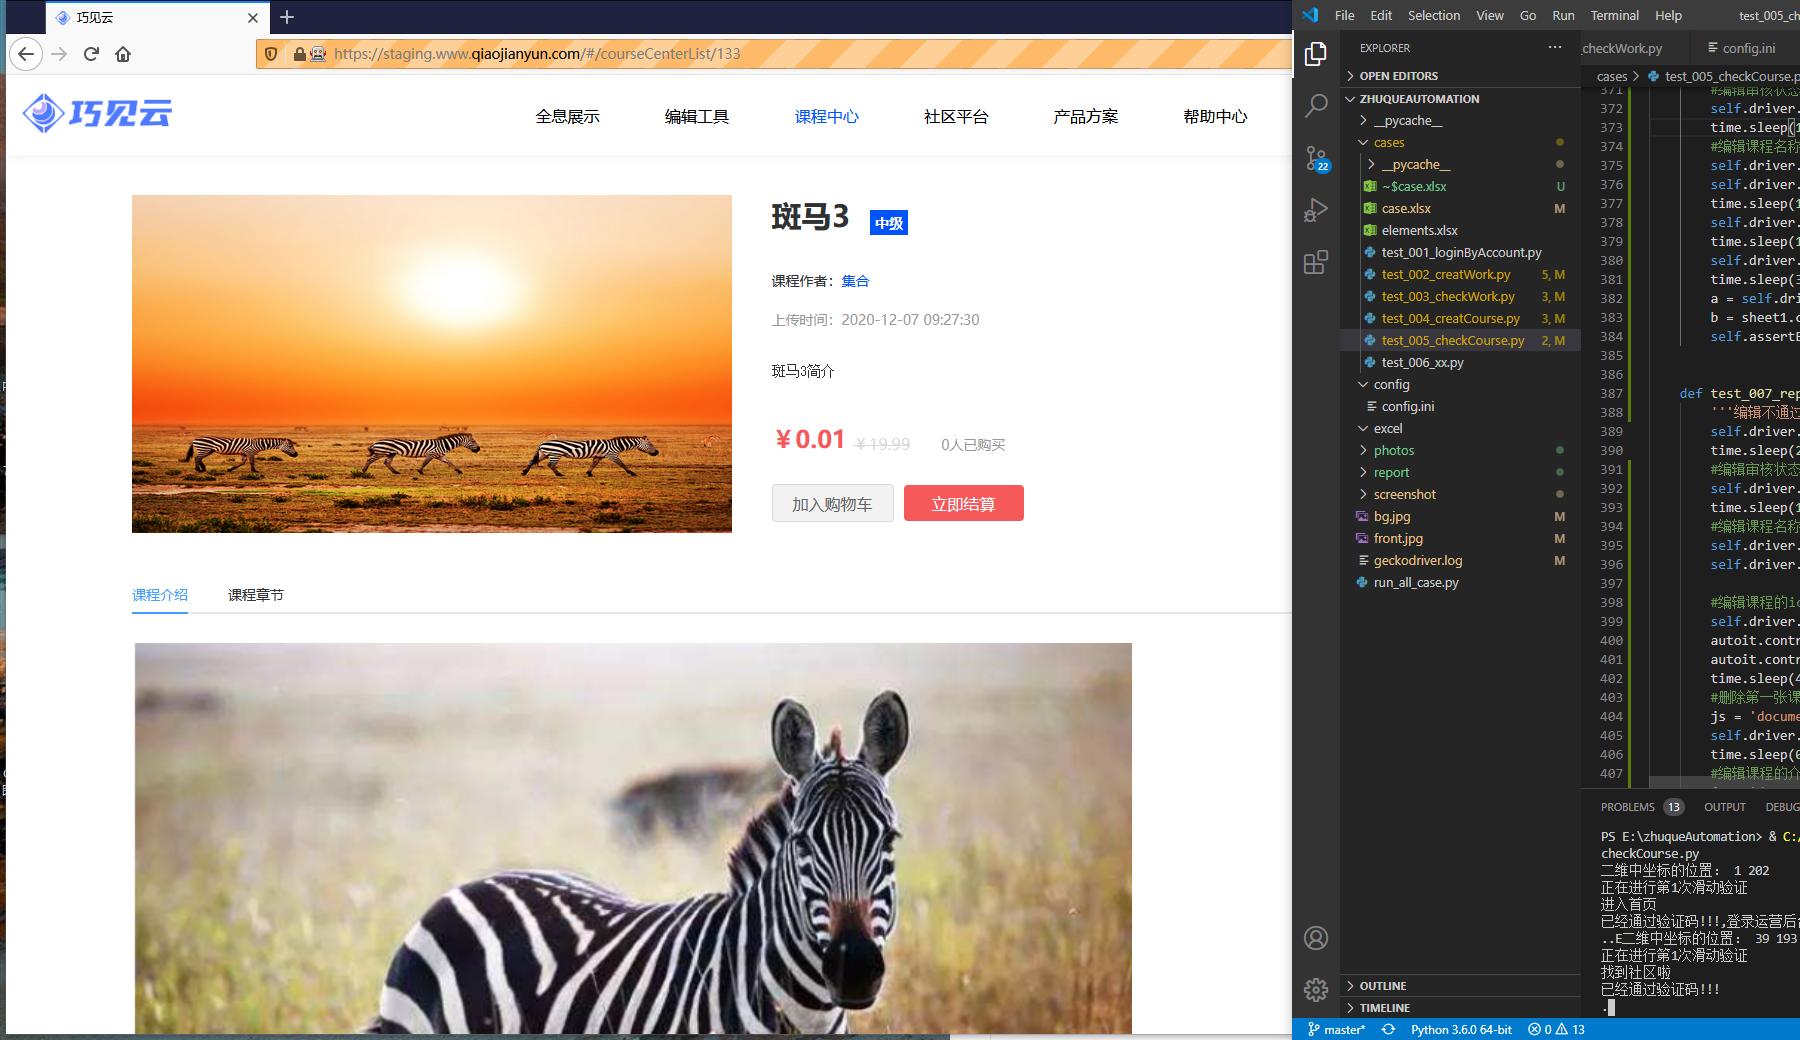 巧见云
https://staging.www.qiaojianyun.com/#/courseCenterList/133
巧见云
全息展示
编辑工具
课程中心
社区平台
产品方案
帮助中心
斑马3
中级
课程作者：集合
上传时间：2020-12-07 09:27:30
斑马3简介
¥0.01 ¥19.99 0人已购买
加入购物车
立即结算
课程介绍
课程章节
File Edit Selection View Go Run Terminal Help
EXPLORER
OPEN EDITORS
ZHUQUEAUTOMATION
__pycache__
cases
__pycache__
~$case.xlsx U
case.xlsx M
elements.xlsx
test_001_loginByAccount.py
test_002_creatWork.py 5, M
test_003_checkWork.py 3, M
test_004_creatCourse.py 3, M
test_005_checkCourse.py 2, M
test_006_xx.py
config
config.ini
excel
photos
report
screenshot
bg.jpg M
front.jpg M
geckodriver.log M
run_all_case.py
OUTLINE
TIMELINE
22
checkWork.py
config.ini
cases > test_005_checkCourse.p
371 #编辑审核状态
372 self.driver.
373 time.sleep(1
374 #编辑课程名称
375 self.driver.
376 self.driver.
377 time.sleep(1
378 self.driver.
379 time.sleep(1
380 self.driver.
381 time.sleep(3
382 a = self.dri
383 b = sheet1.c
384 self.assertE
385
386
387 def test_007_rep
388 '''编辑不通过
389 self.driver.
390 time.sleep(2
391 #编辑审核状态
392 self.driver.
393 time.sleep(1
394 #编辑课程名称
395 self.driver.
396 self.driver.
397
398 #编辑课程的ic
399 self.driver.
400 autoit.contr
401 autoit.contr
402 time.sleep(4
403 #删除第一张课
404 js = 'docume
405 self.driver.
406 time.sleep(0
407 #编辑课程的介
PROBLEMS 13 OUTPUT DEBUG
PS E:\zhuqueAutomation> & C:/
checkCourse.py
二维中坐标的位置： 1 202
正在进行第1次滑动验证
进入首页
已经通过验证码!!!,登录运营后台
..E二维中坐标的位置： 39 193
正在进行第1次滑动验证
找到社区啦
已经通过验证码!!!
.
master* Python 3.6.0 64-bit 0 13